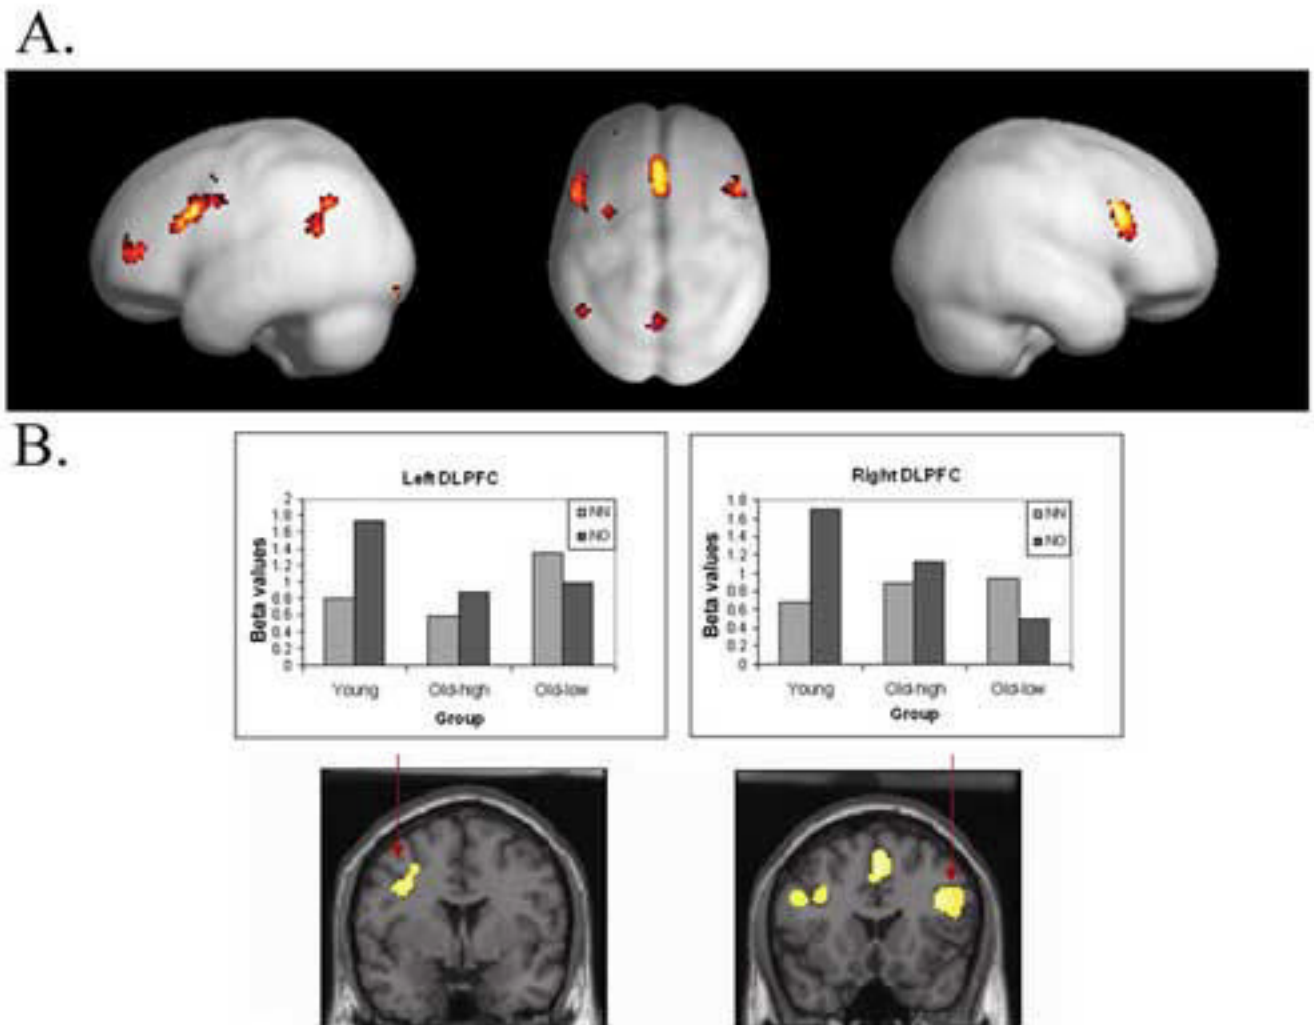 A.
B.
Left DLPFC
2
1.8
1.6
1.4
1.2
1
0.8
0.6
0.4
0.2
0
Beta values
NN
NO
Young
Old-high
Old-low
Group
Right DLPFC
1.8
1.6
1.4
1.2
1
0.8
0.6
0.4
0.2
0
Beta values
NN
NO
Young
Old-high
Old-low
Group